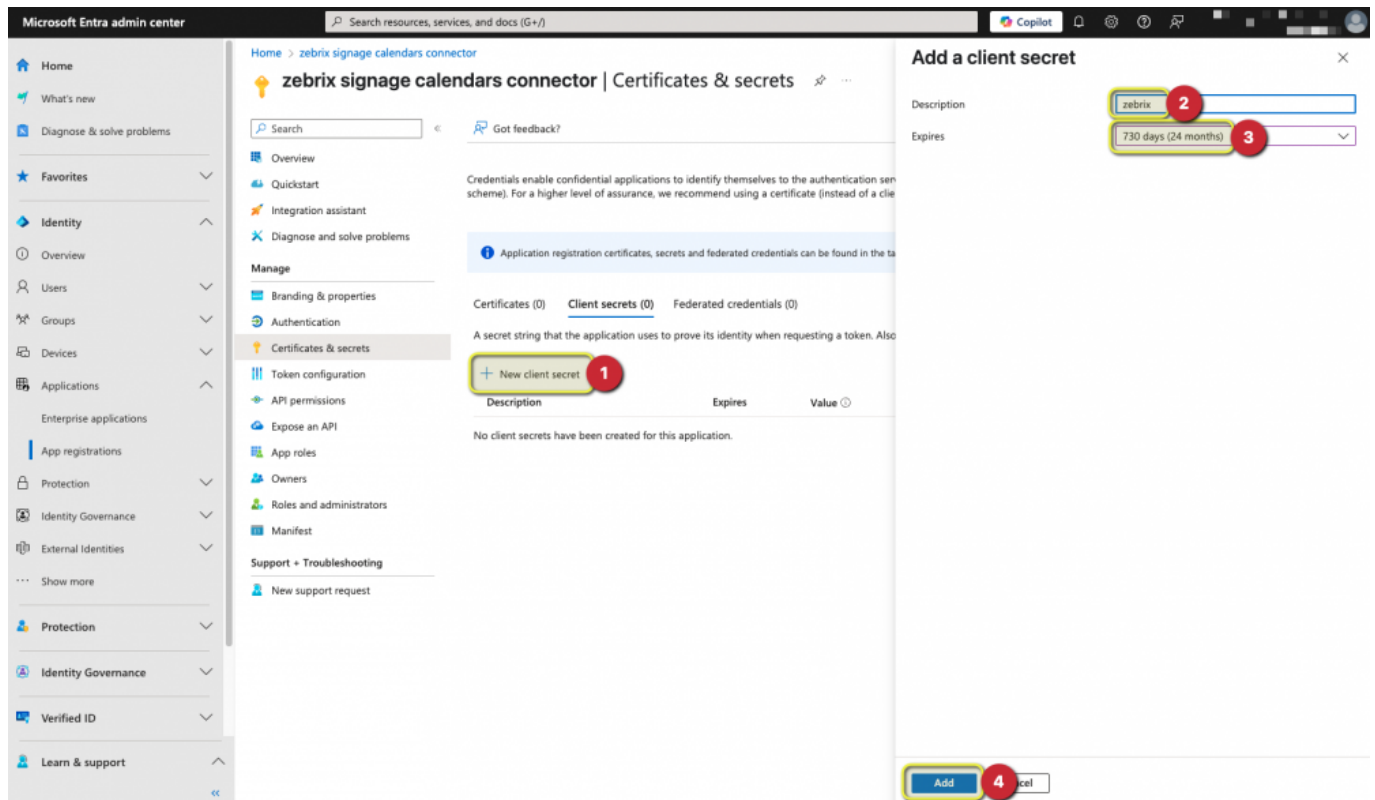 Microsoft Entra admin center
Search resources, services, and docs (G+/)
Copilot
Home
What's new
Diagnose & solve problems
Favorites
Identity
Overview
Users
Groups
Devices
Applications
Enterprise applications
App registrations
Protection
Identity Governance
External Identities
Show more
Protection
Identity Governance
Verified ID
Learn & support
Home > zebrix signage calendars connector
zebrix signage calendars connector | Certificates & secrets
Search
Got feedback?
Overview
Quickstart
Integration assistant
Diagnose and solve problems
Manage
Branding & properties
Authentication
Certificates & secrets
Token configuration
API permissions
Expose an API
App roles
Owners
Roles and administrators
Manifest
Support + Troubleshooting
New support request
Credentials enable confidential applications to identify themselves to the authentication ser
scheme). For a higher level of assurance, we recommend using a certificate (instead of a clie
Application registration certificates, secrets and federated credentials can be found in the ta
Certificates (0) Client secrets (0) Federated credentials (0)
A secret string that the application uses to prove its identity when requesting a token. Also
+ New client secret 1
Description Expires Value
No client secrets have been created for this application.
Add a client secret
Description zebrix 2
Expires 730 days (24 months) 3
Add 4 cel